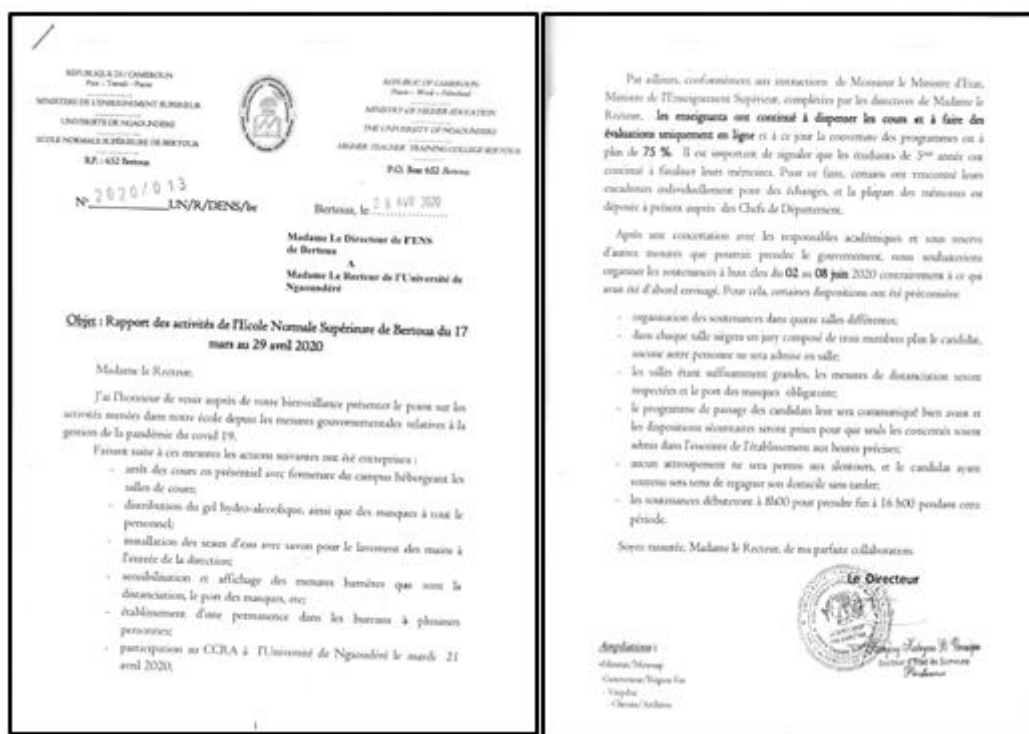 REPUBLIQUE DU CAMEROUN
Paix – Travail – Patrie
MINISTERE DE L'ENSEIGNEMENT SUPERIEUR
UNIVERSITE DE NGAOUNDERE
ECOLE NORMALE SUPÉRIEURE DE BERTOUA
B.P. : 652 Bertoua
REPUBLIC OF CAMEROON
Peace – Work – Fatherland
MINISTRY OF HIGHER EDUCATION
THE UNIVERSITY OF NGAOUNDERE
HIGHER TEACHER TRAINING COLLEGE BERTOUA
P.O. Box 652 Bertoua
N° 2020/013 UN/R/DENS/be
Bertoua, le 28 AVR 2020
Madame Le Directeur de l'ENS
de Bertoua
A
Madame Le Recteur de l'Université de
Ngaoundéré
Objet : Rapport des activités de l'Ecole Normale Supérieure de Bertoua du 17
mars au 29 avril 2020
Madame le Recteur,
J'ai l'honneur de venir auprès de votre bienveillance présenter le point sur les
activités menées dans notre école depuis les mesures gouvernementales relatives à la
gestion de la pandémie du covid 19.
Faisant suite à ces mesures les actions suivantes ont été entreprises :
- arrêt des cours en présentiel avec fermeture du campus hébergeant les
salles de cours;
- distribution du gel hydro-alcoolique, ainsi que des masques à tout le
personnel;
- installation des seaux d'eau avec savon pour le lavement des mains à
l'entrée de la direction;
- sensibilisation et affichage des mesures barrières que sont la
distanciation, le port des masques, etc;
- établissement d'une permanence dans les bureaux à plusieurs
personnes;
- participation au CCRA à l'Université de Ngaoundéré le mardi 21
avril 2020;
1
Par ailleurs, conformément aux instructions de Monsieur le Ministre d'Etat,
Ministre de l'Enseignement Supérieur, complétées par les directives de Madame le
Recteur, les enseignants ont continué à dispenser les cours et à faire des
évaluations uniquement en ligne et à ce jour la couverture des programmes est à
plus de 75 %. Il est important de signaler que les étudiants de 5ème année ont
continué à finaliser leurs mémoires. Pour ce faire, certains ont rencontré leurs
encadreurs individuellement pour des échanges, et la plupart des mémoires est
déposée à présent auprès des Chefs de Département.
Après une concertation avec les responsables académiques et sous reserve
d'autres mesures que pourrait prendre le gouvernement, nous souhaiterions
organiser les soutenances à huis clos du 02 au 08 juin 2020 contrairement à ce qui
avait été d'abord envisagé. Pour cela, certaines dispositions ont été préconisées:
- organisation des soutenances dans quatre salles différentes;
- dans chaque salle siégera un jury composé de trois membres plus le candidat,
aucune autre personne ne sera admise en salle;
- les salles étant suffisamment grandes, les mesures de distanciation seront
respectées et le port des masques obligatoire;
- le programme de passage des candidats leur sera communiqué bien avant et
les dispositions sécuritaires seront prises pour que seuls les concernés soient
admis dans l'enceinte de l'établissement aux heures précises;
- aucun attroupement ne sera permis aux alentours, et le candidat ayant
soutenu sera tenu de regagner son domicile sans tarder;
- les soutenances débuteront à 8h00 pour prendre fin à 16 h00 pendant cette
période.
Soyez rassurée, Madame le Recteur, de ma parfaite collaboration.
Le Directeur
Docteur d'Etat
Professeur
Ampliations :
- Gouverneur/Région Est
- Chrono/Archives